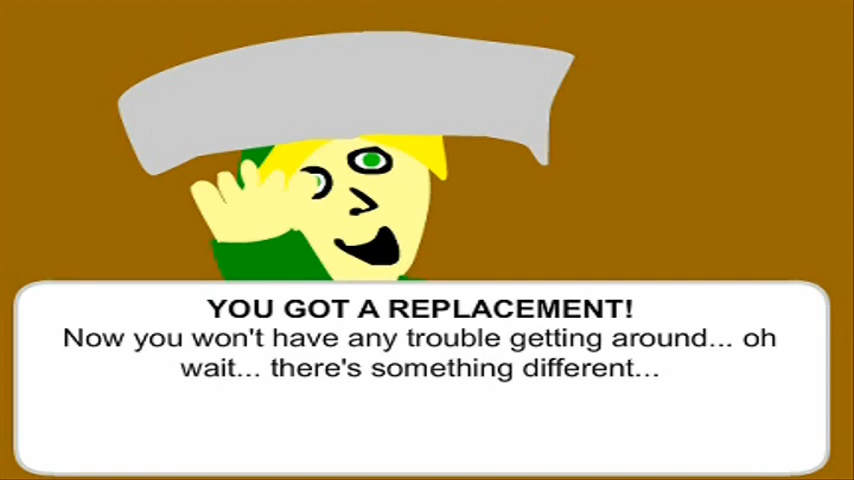 YOU GOT A REPLACEMENT!
Now you won't have any trouble getting around... oh
wait... there's something different...